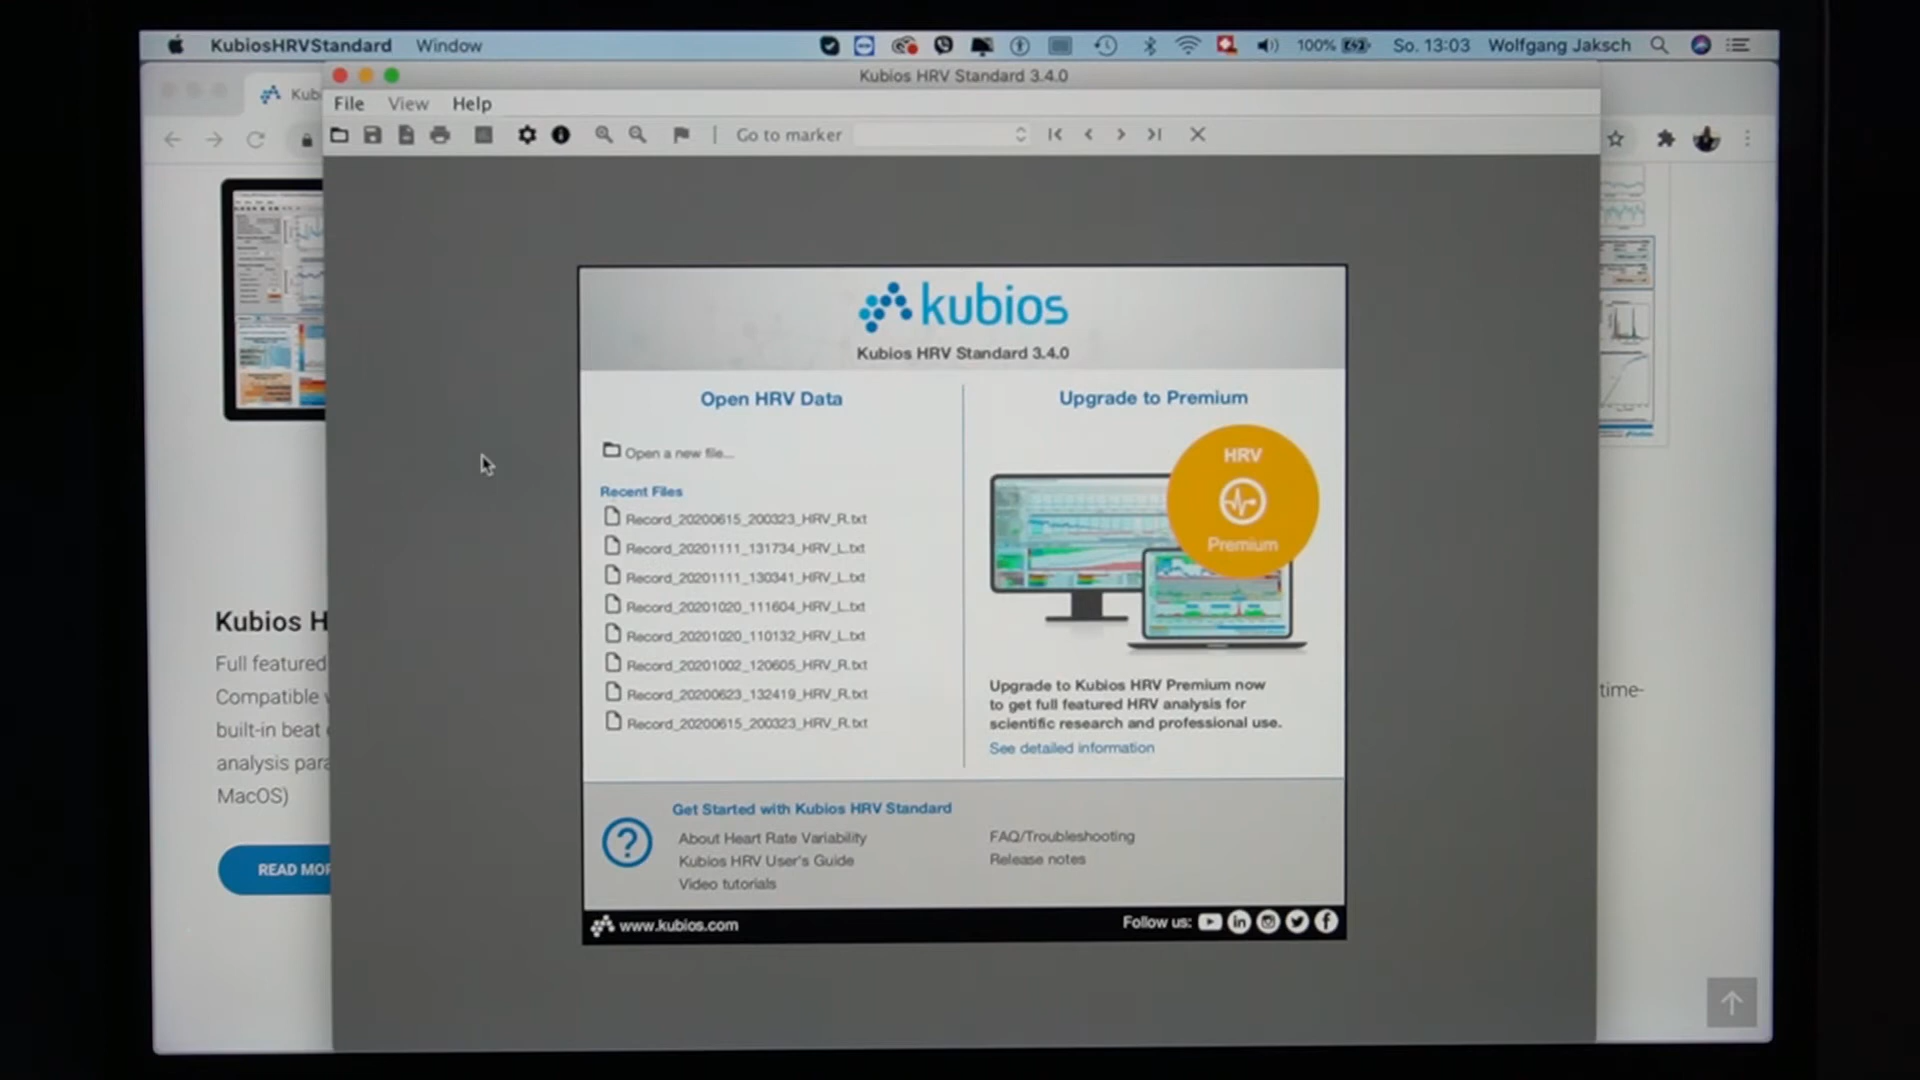 KubiosHRVStandard Window 100% So. 13:03 Wolfgang Jaksch
Kubios HRV Standard 3.4.0
File View Help
Go to marker
kubios
Kubios HRV Standard 3.4.0
Open HRV Data
Open a new file...
Recent Files
Record_20200615_200323_HRV_R.txt
Record_20201111_131734_HRV_L.txt
Record_20201111_130341_HRV_L.txt
Record_20201020_111604_HRV_L.txt
Record_20201020_110132_HRV_L.txt
Record_20201002_120605_HRV_R.txt
Record_20200623_132419_HRV_R.txt
Record_20200615_200323_HRV_R.txt
Upgrade to Premium
HRV
Premium
Upgrade to Kubios HRV Premium now
to get full featured HRV analysis for
scientific research and professional use.
See detailed information
Get Started with Kubios HRV Standard
About Heart Rate Variability
Kubios HRV User's Guide
Video tutorials
FAQ/Troubleshooting
Release notes
www.kubios.com
Follow us:
Kub
Kubios H
Full featured
Compatible
built-in beat
analysis para
MacOS)
READ MOR
time-